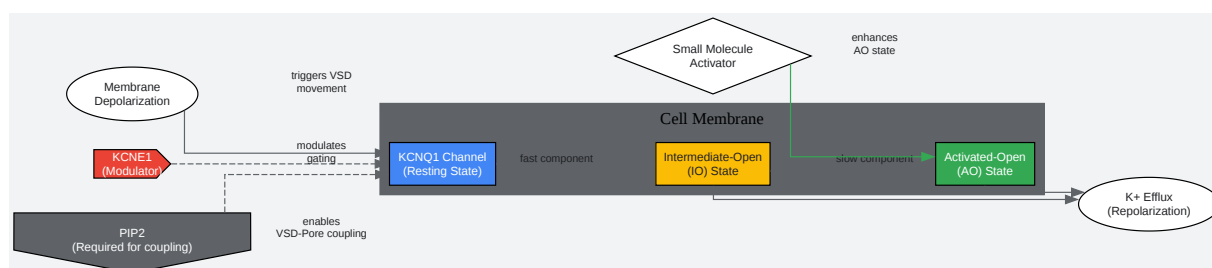 Small Molecule
Activator
enhances
AO state
triggers VSD
movement
Membrane
Depolarization
Cell Membrane
KCNE1
(Modulator)
modulates
gating
KCNQ1 Channel
(Resting State)
fast component
Intermediate-Open
(IO) State
slow component
Activated-Open
(AO) State
K+ Efflux
(Repolarization)
enables
VSD-Pore coupling
PIP2
(Required for coupling)